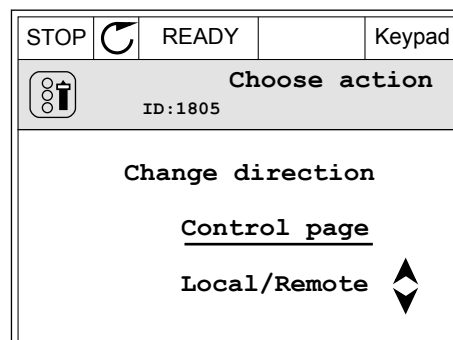 STOP READY Keypad
Choose action
ID:1805
Change direction
Control page
Local/Remote